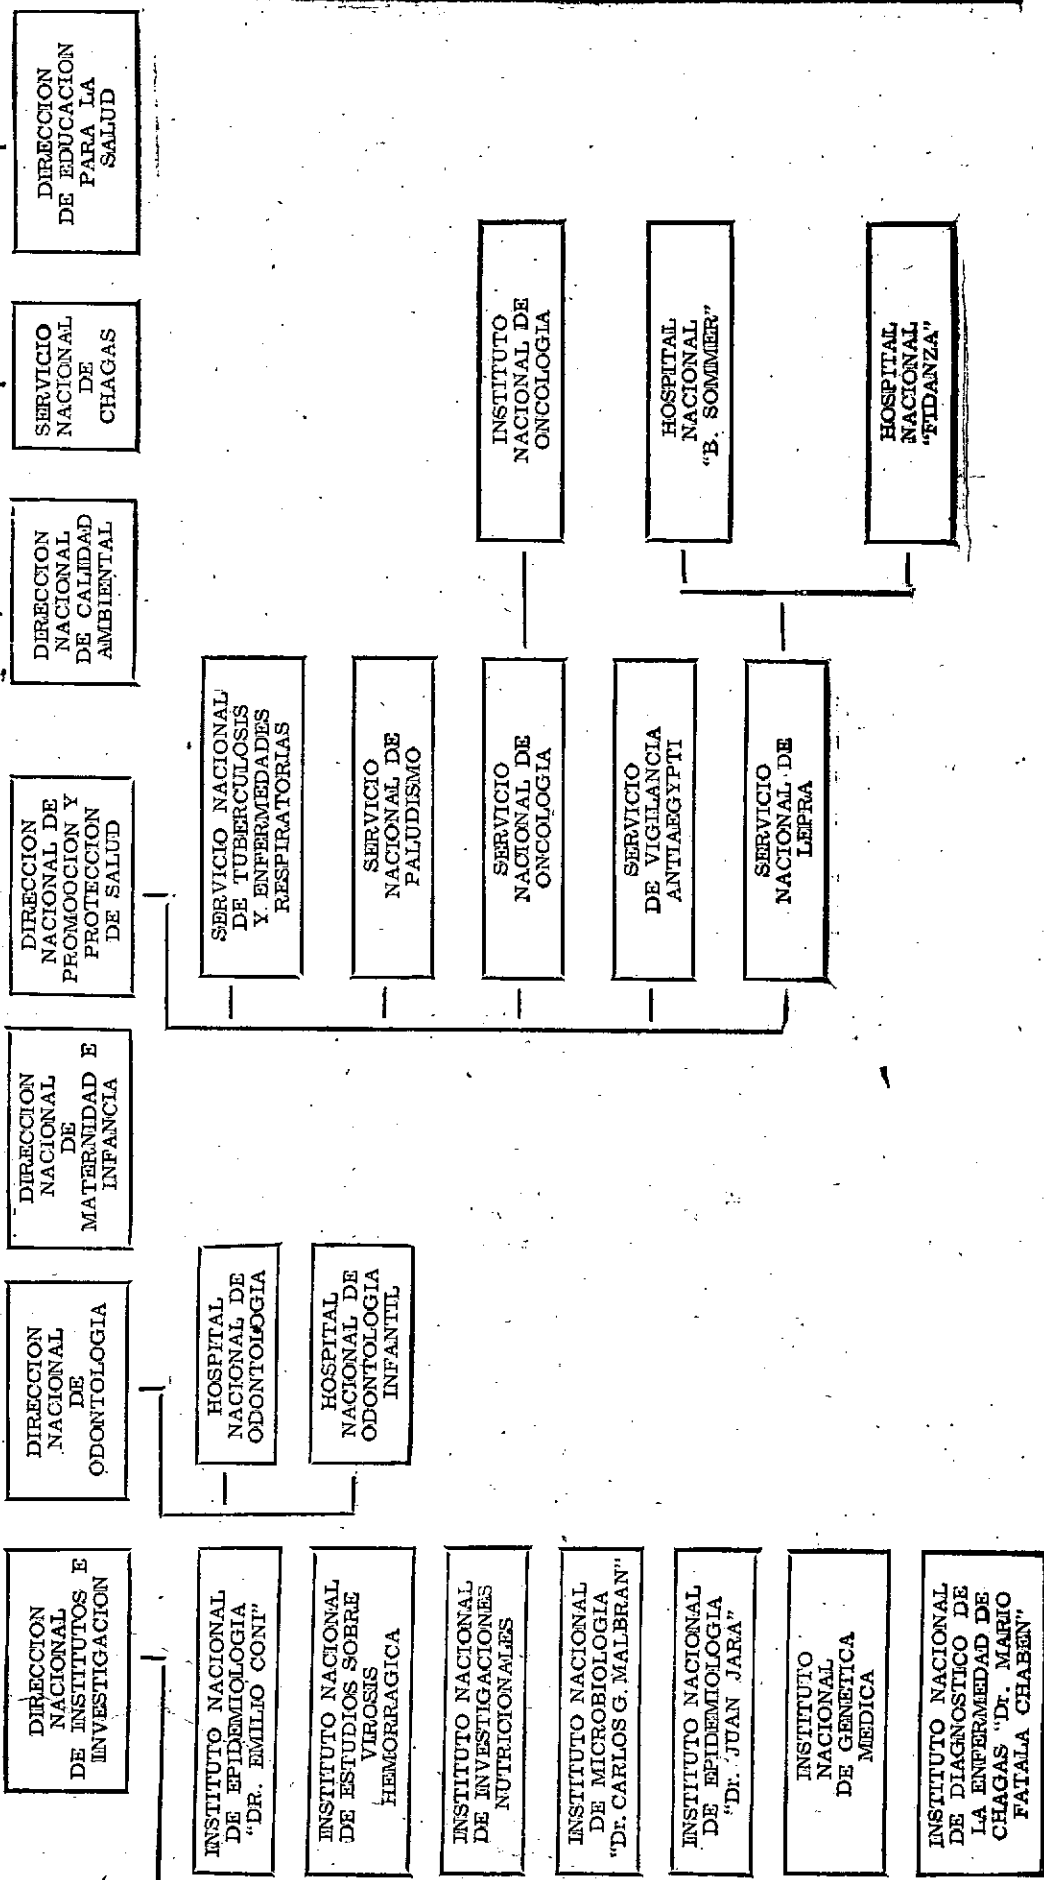 DIRECCION
NACIONAL
DE INSTITUTOS E
INVESTIGACION
INSTITUTO NACIONAL
DE EPIDEMIOLOGIA
"DR. EMILIO CONI"
INSTITUTO NACIONAL
DE ESTUDIOS SOBRE
VIROSIS
HEMORRAGICA
INSTITUTO NACIONAL
DE INVESTIGACIONES
NUTRICIONALES
INSTITUTO NACIONAL
DE MICROBIOLOGIA
"Dr. CARLOS G. MALBRAN"
INSTITUTO NACIONAL
DE EPIDEMIOLOGIA
"Dr. JUAN JARA"
INSTITUTO
NACIONAL
DE GENETICA
MEDICA
INSTITUTO NACIONAL
DE DIAGNOSTICO DE
LA ENFERMEDAD DE
CHAGAS "Dr. MARIO
FATALA CHABEN"
DIRECCION
NACIONAL
DE
ODONTOLOGIA
HOSPITAL
NACIONAL DE
ODONTOLOGIA
HOSPITAL
NACIONAL DE
ODONTOLOGIA
INFANTIL
DIRECCION
NACIONAL
DE
MATERNIDAD E
INFANCIA
DIRECCION
NACIONAL DE
PROMOOCION Y
PROTECCION
DE SALUD
SERVICIO NACIONAL
DE TUBERCULOSIS
Y. ENFERMEDADES
RESPIRATORIAS
SERVICIO
NACIONAL DE
PALUDISMO
SERVICIO
NACIONAL DE
ONCOLOGIA
INSTITUTO
NACIONAL DE
ONCOLOGIA
SERVICIO
DE VIGILANCIA
ANTIAEGYPTI
SERVICIO
NACIONAL DE
LEPRA
HOSPITAL
NACIONAL
"B. SOMMER"
HOSPITAL
NACIONAL
"FIDANZA"
DIRECCION
NACIONAL
DE CALIDAD
AMBIENTAL
SERVICIO
NACIONAL
DE
CHAGAS
DIRECCION
DE EDUCACION
PARA LA
SALUD